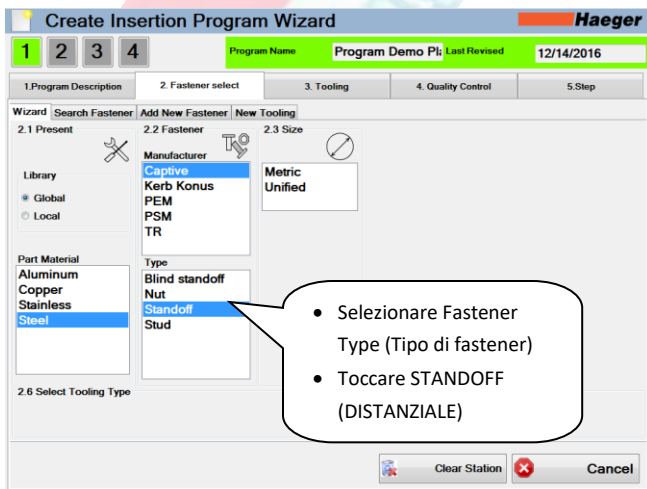 Create Insertion Program Wizard
Haeger
1 2 3 4
Program Name
Program Demo Pl
Last Revised
12/14/2016
1.Program Description
2. Fastener select
3. Tooling
4. Quality Control
5.Step
Wizard Search Fastener Add New Fastener New Tooling
2.1 Present
2.2 Fastener
2.3 Size
Manufacturer
Library
Global
Local
Captive
Kerb Konus
PEM
PSM
TR
Metric
Unified
Part Material
Aluminum
Copper
Stainless
Steel
Type
Blind standoff
Nut
Standoff
Stud
• Selezionare Fastener
Type (Tipo di fastener)
• Toccare STANDOFF
(DISTANZIALE)
2.6 Select Tooling Type
Clear Station
Cancel